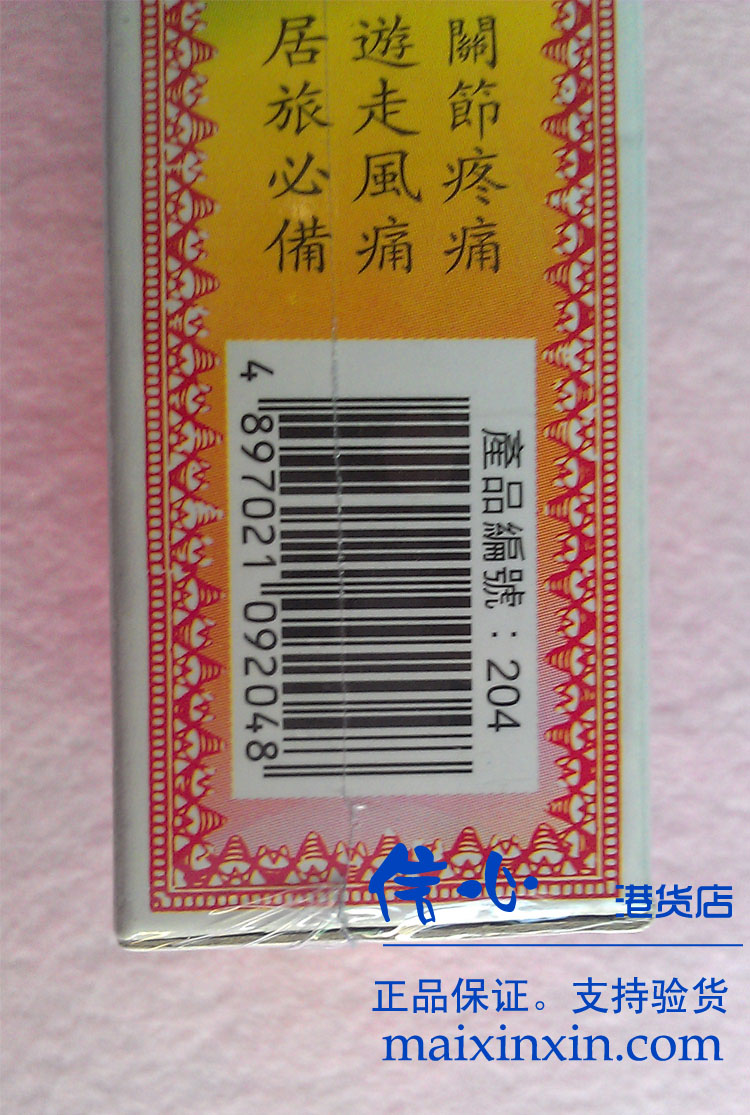 關節疼痛
遊走風痛
居旅必備
產品編號：204
4 897021 092048
信心 港货店
正品保证。支持验货
maixinxin.com